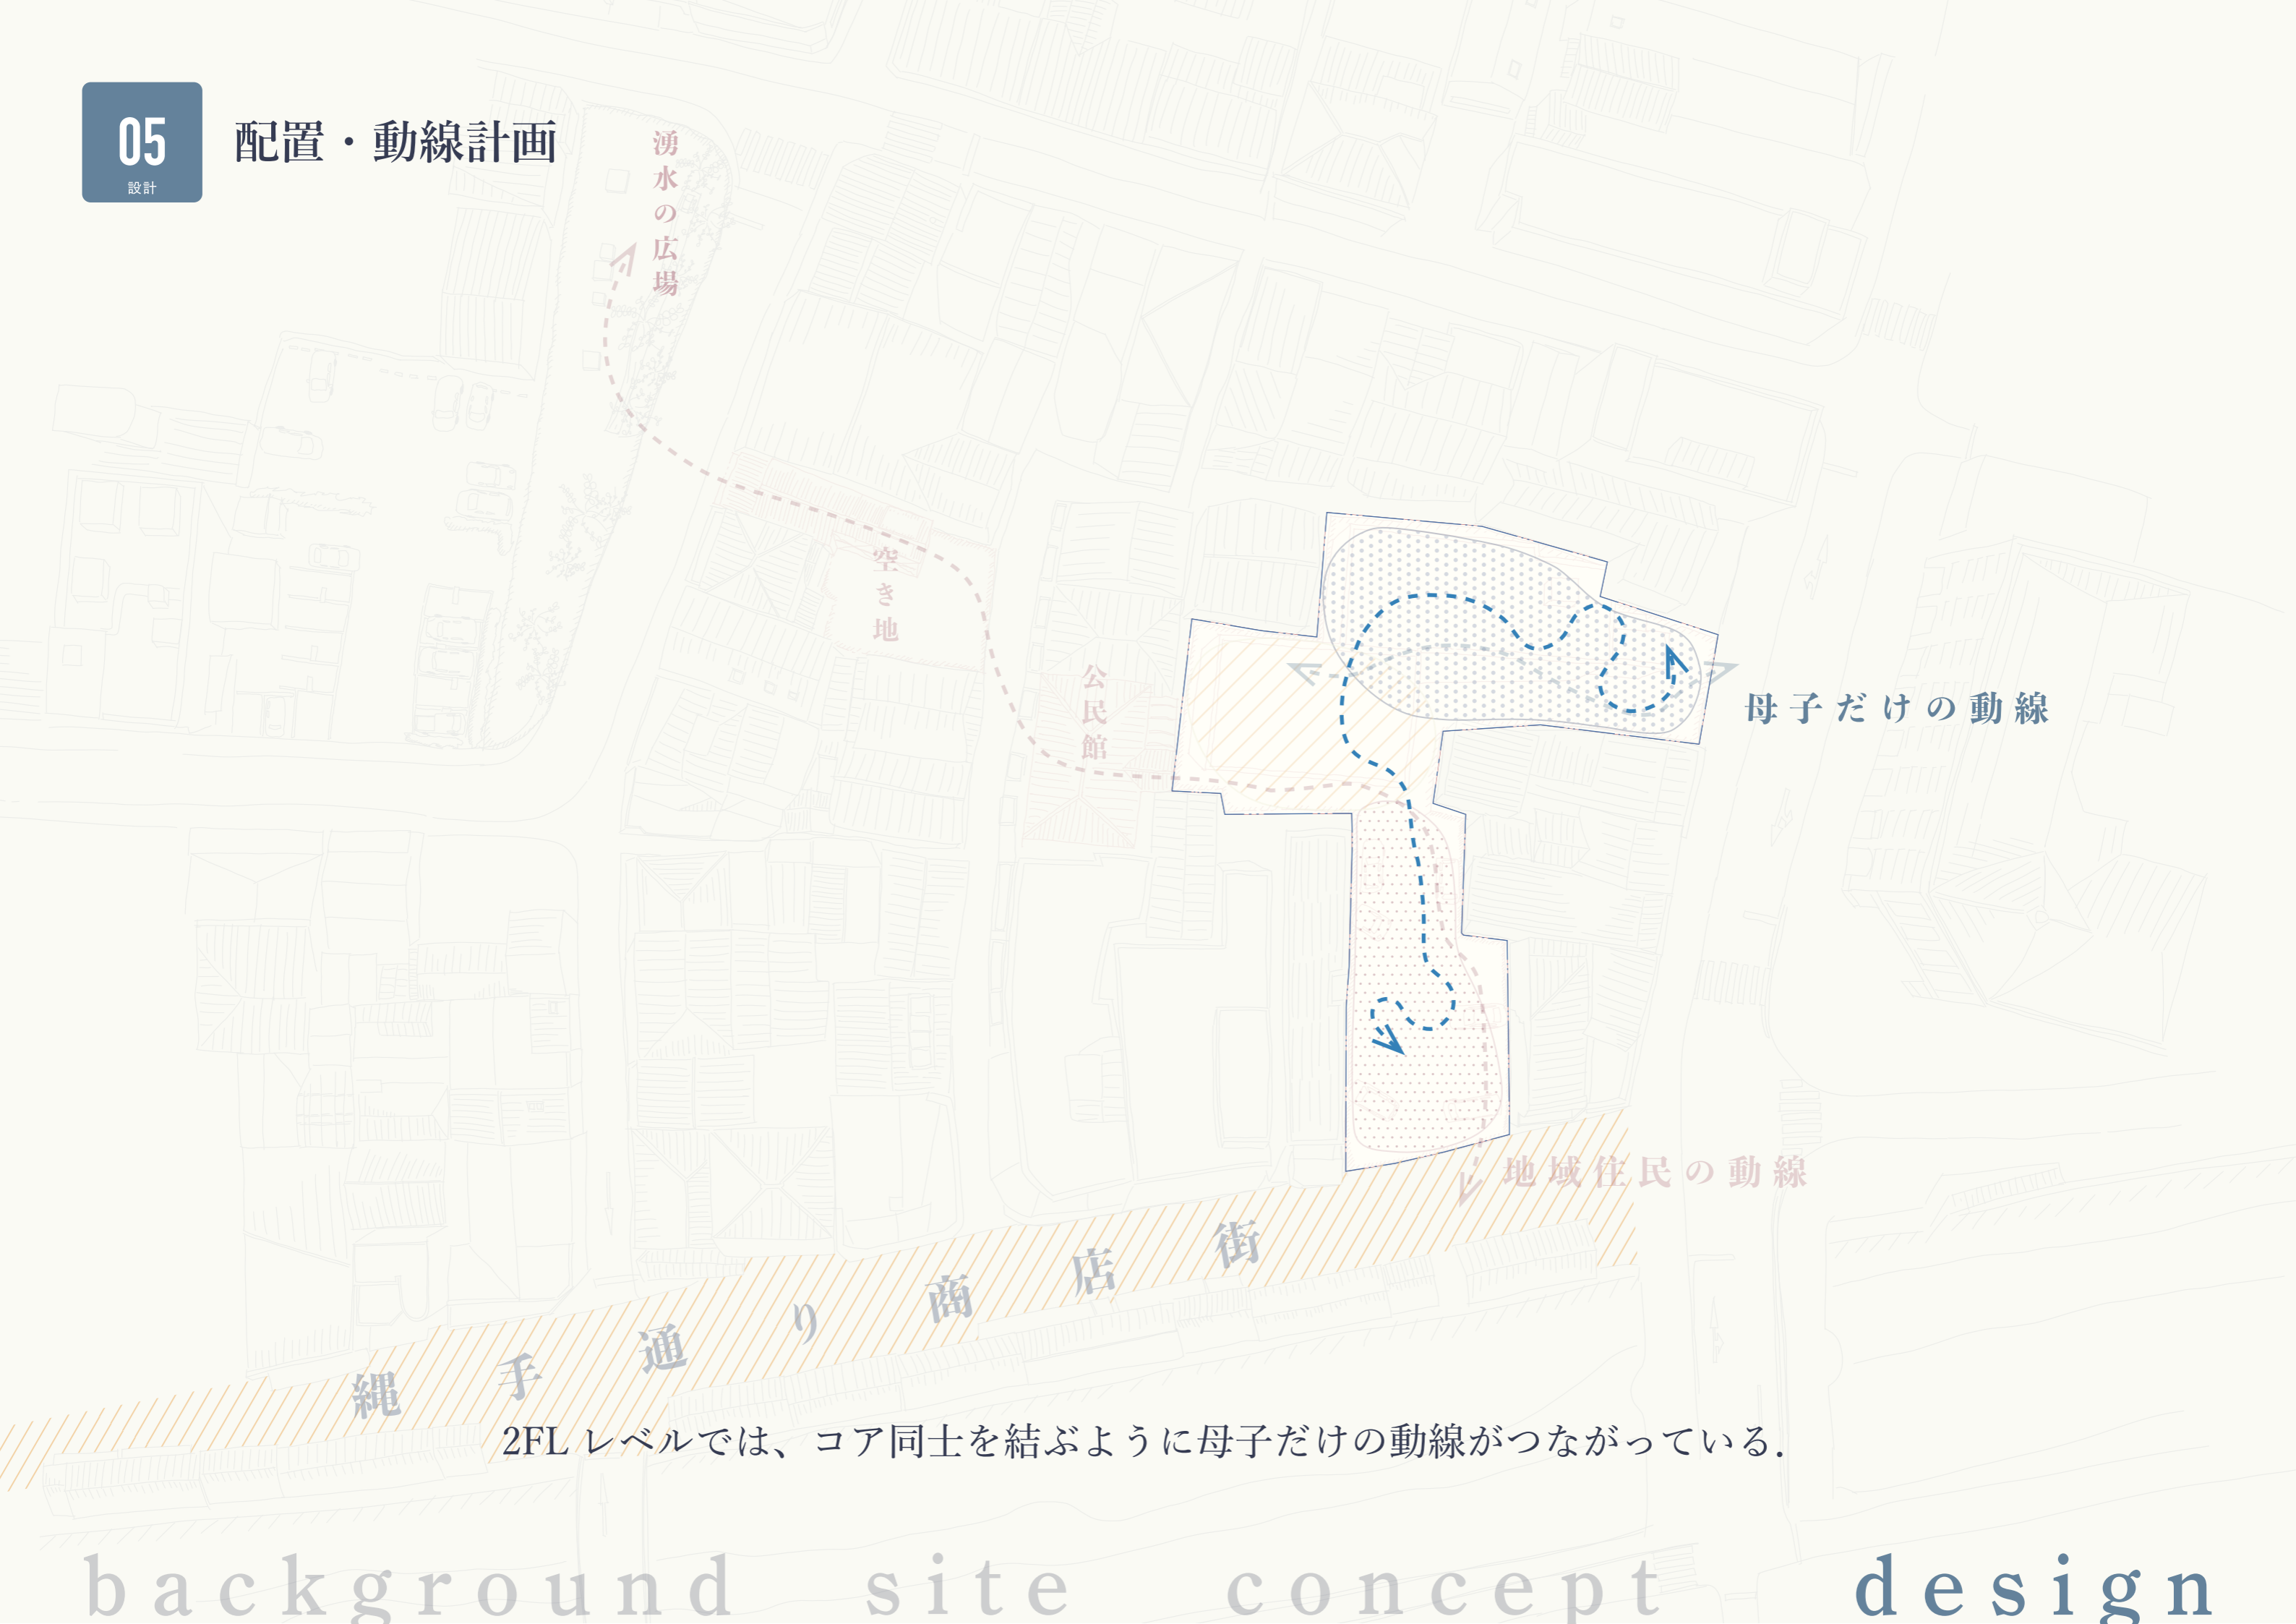 05
設計
配置・動線計画
湧水の広場
空き地
公民館
母子だけの動線
地域住民の動線
縄手通り商店街
2FL レベルでは、コア同士を結ぶように母子だけの動線がつながっている.
background site concept design